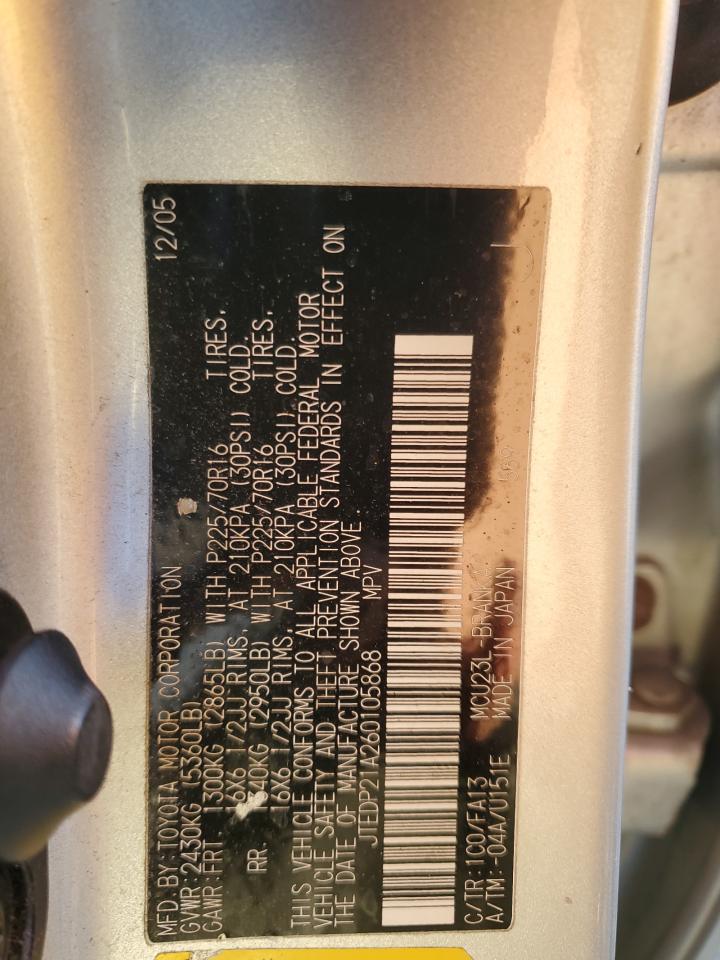 MFD.BY:TOYOTA MOTOR CORPORATION 12/05
GVWR:2430KG (5360LB)
GAWR:FRT 1300KG (2865LB) WITH P225/70R16 TIRES,
16X6 1/2JJ RIMS, AT 210KPA (30PSI) COLD.
RR. 1340KG (2950LB) WITH P225/70R16 TIRES,
16X6 1/2JJ RIMS, AT 210KPA (30PSI) COLD.
THIS VEHICLE CONFORMS TO ALL APPLICABLE FEDERAL MOTOR
VEHICLE SAFETY AND THEFT PREVENTION STANDARDS IN EFFECT ON
THE DATE OF MANUFACTURE SHOWN ABOVE.
JTEDP21A260105868 MPV
C/TR:1C0/FA13 MCU23L-
A/TM:-04A/U151E MADE IN JAPAN